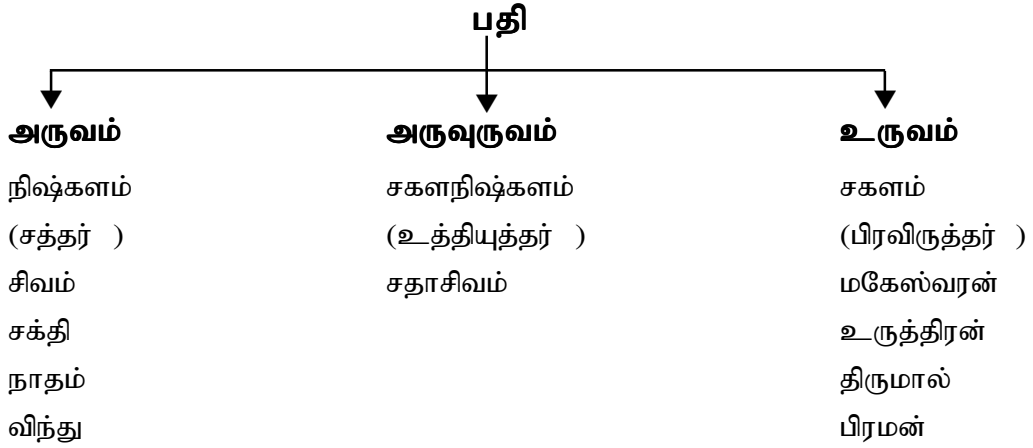 பதி
அருவம் அருவுருவம் உருவம்
நிஷ்களம் சகளநிஷ்களம் சகளம்
(சத்தர் ) (உத்தியுத்தர் ) (பிரவிருத்தர் )
சிவம் சதாசிவம் மகேஸ்வரன்
சக்தி உருத்திரன்
நாதம் திருமால்
விந்து பிரமன்